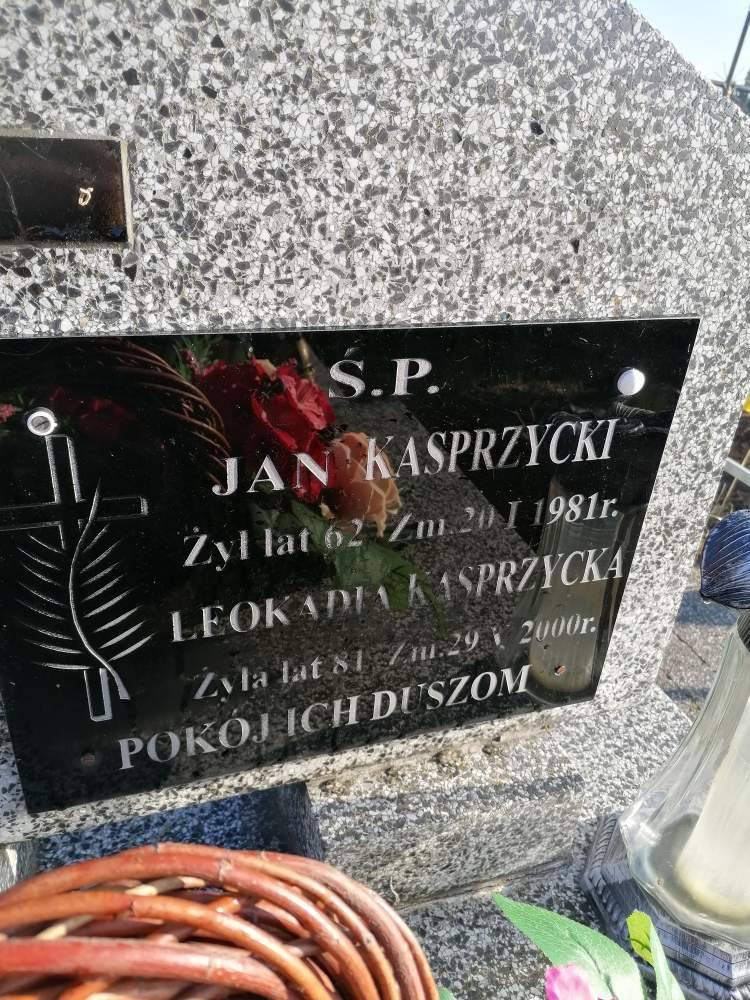 Ś.P.
JAN KASPRZYCKI
Żył lat 62 Zm.20 I 1981r.
LEOKADIA KASPRZYCKA
Żyła lat 81 Zm.29 V 2000r.
POKÓJ ICH DUSZOM